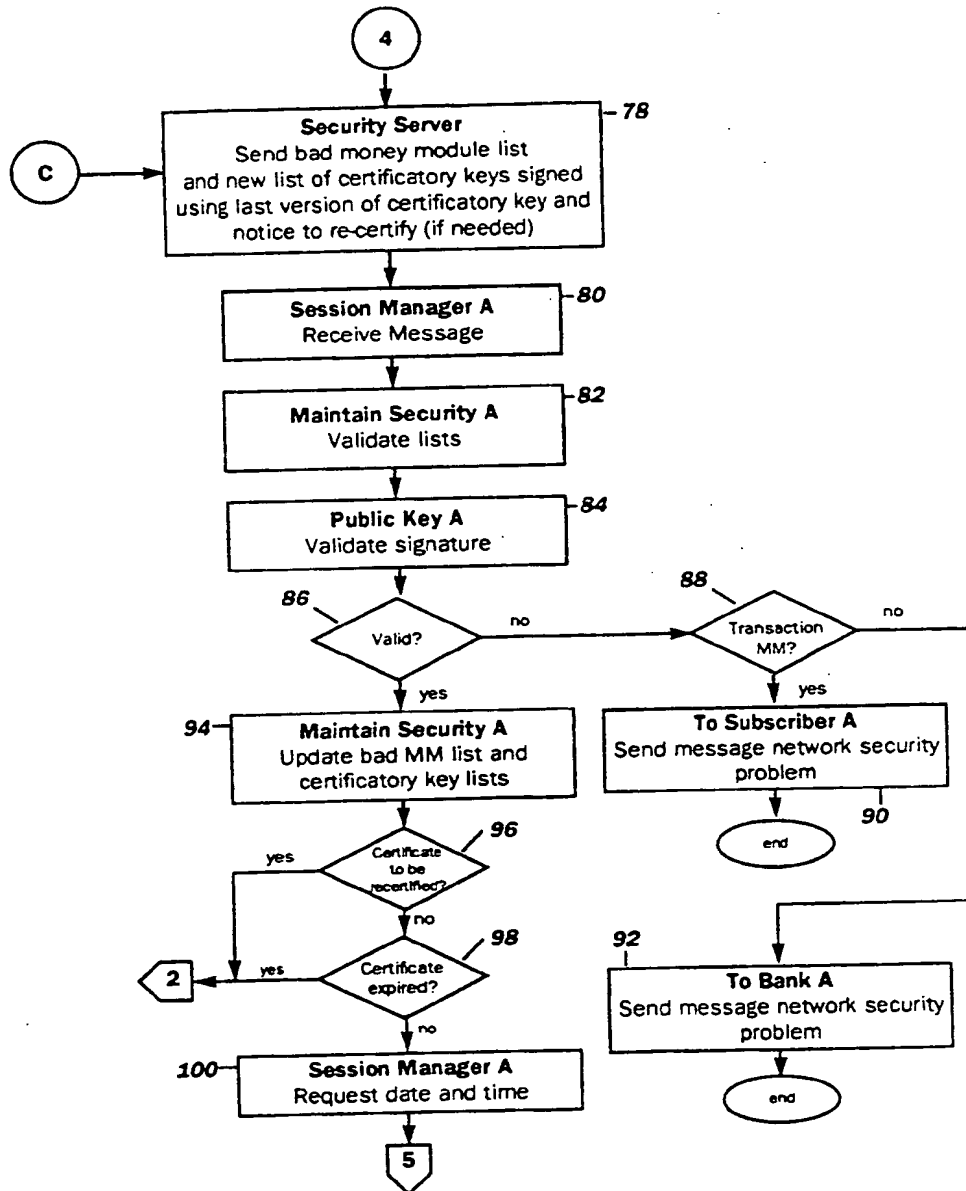 4
C
Security Server
Send bad money module list
and new list of certificatory keys signed
using last version of certificatory key and
notice to re-certify (if needed)
78
Session Manager A
Receive Message
80
Maintain Security A
Validate lists
82
Public Key A
Validate signature
84
86
Valid?
no
88
Transaction
MM?
no
yes
yes
94
Maintain Security A
Update bad MM list and
certificatory key lists
To Subscriber A
Send message network security
problem
90
end
96
Certificate
to be
recertified?
yes
no
98
Certificate
expired?
yes
2
no
92
To Bank A
Send message network security
problem
end
100
Session Manager A
Request date and time
5